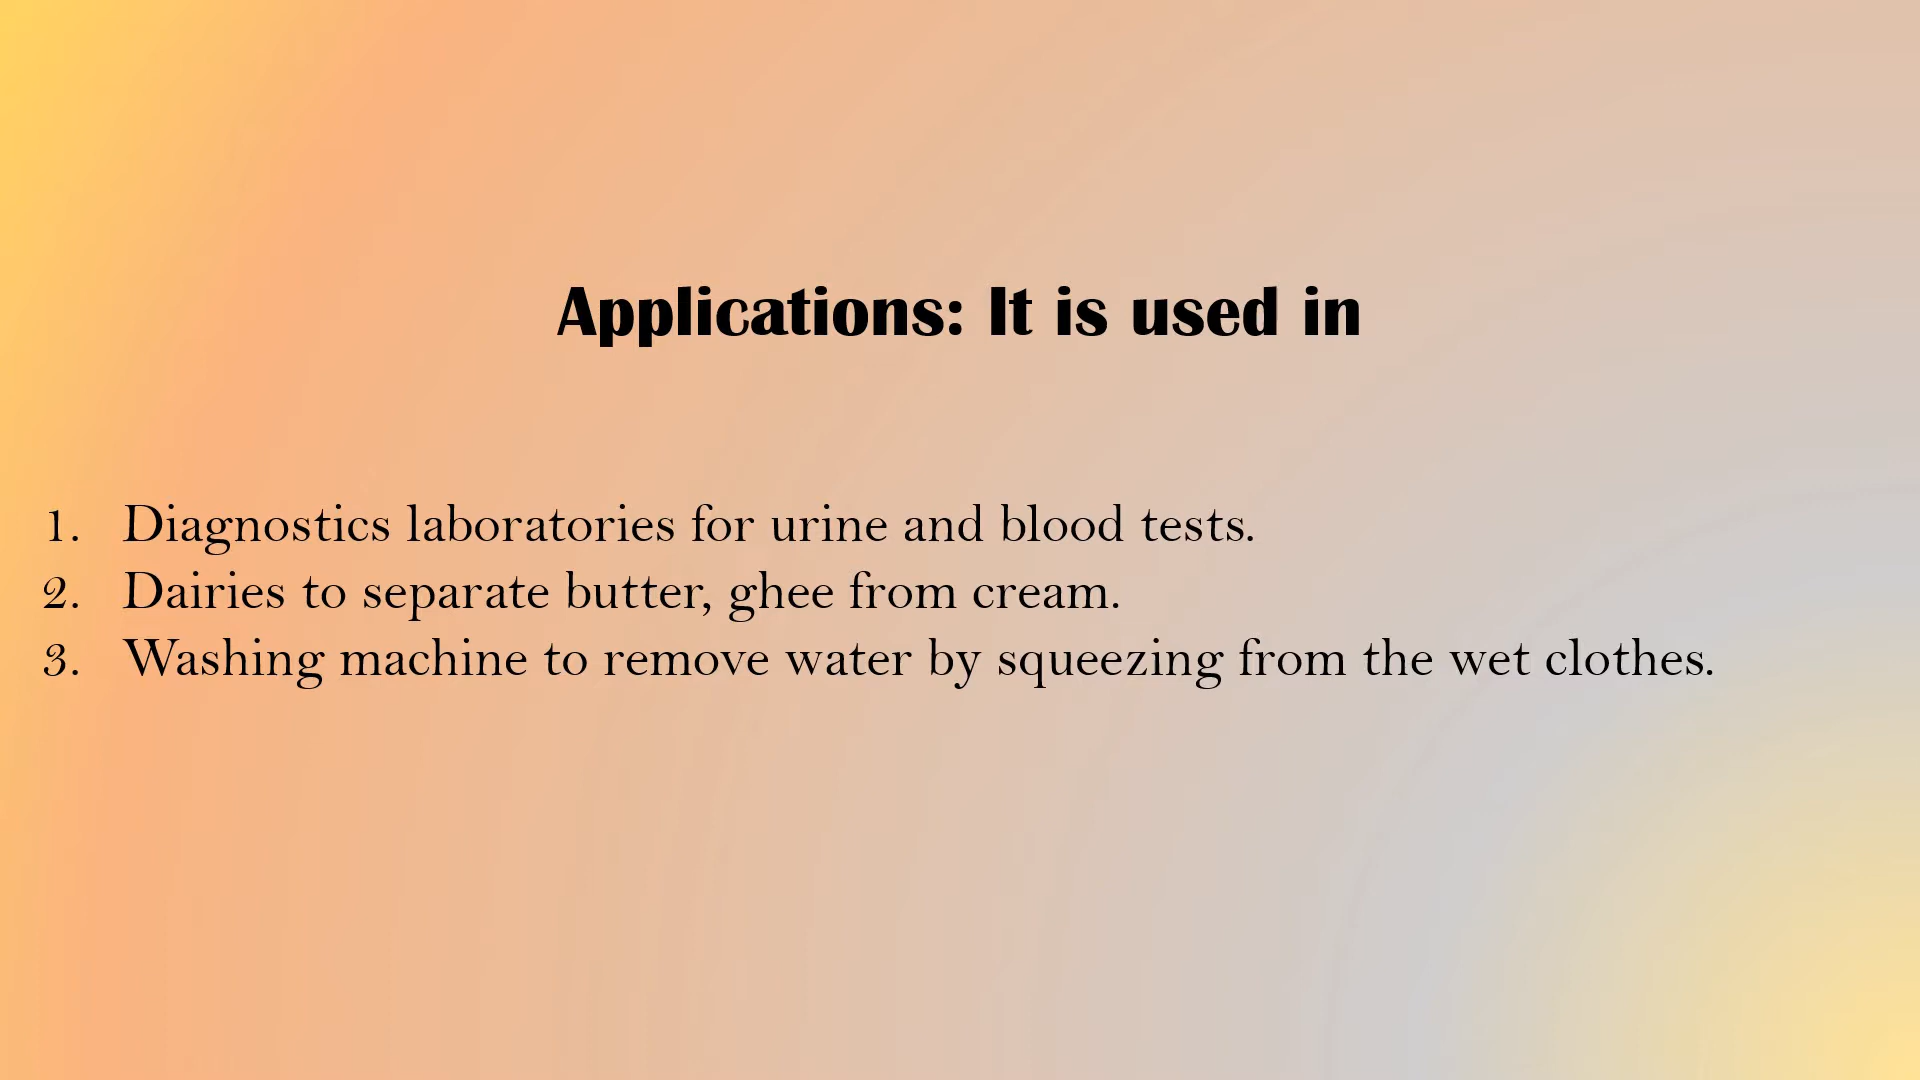 Applications: It is used in
1. Diagnostics laboratories for urine and blood tests.
2. Dairies to separate butter, ghee from cream.
3. Washing machine to remove water by squeezing from the wet clothes.